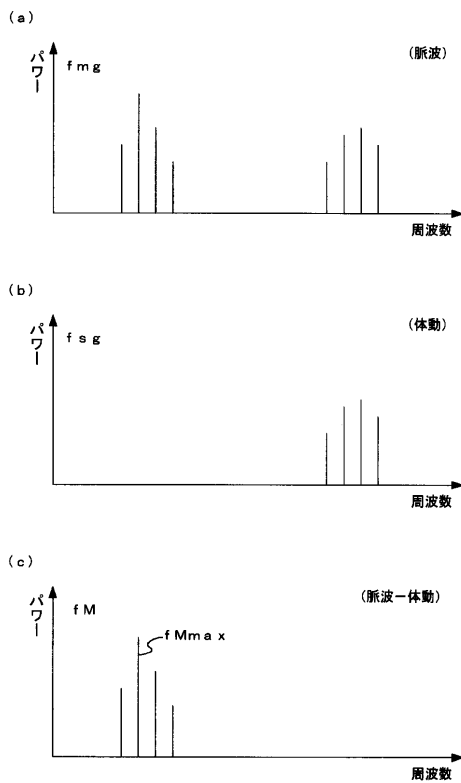 (a)
パワー
fmg
(脈波)
周波数
(b)
パワー
fsg
(体動)
周波数
(c)
パワー
fM
(脈波ー体動)
fMmax
周波数